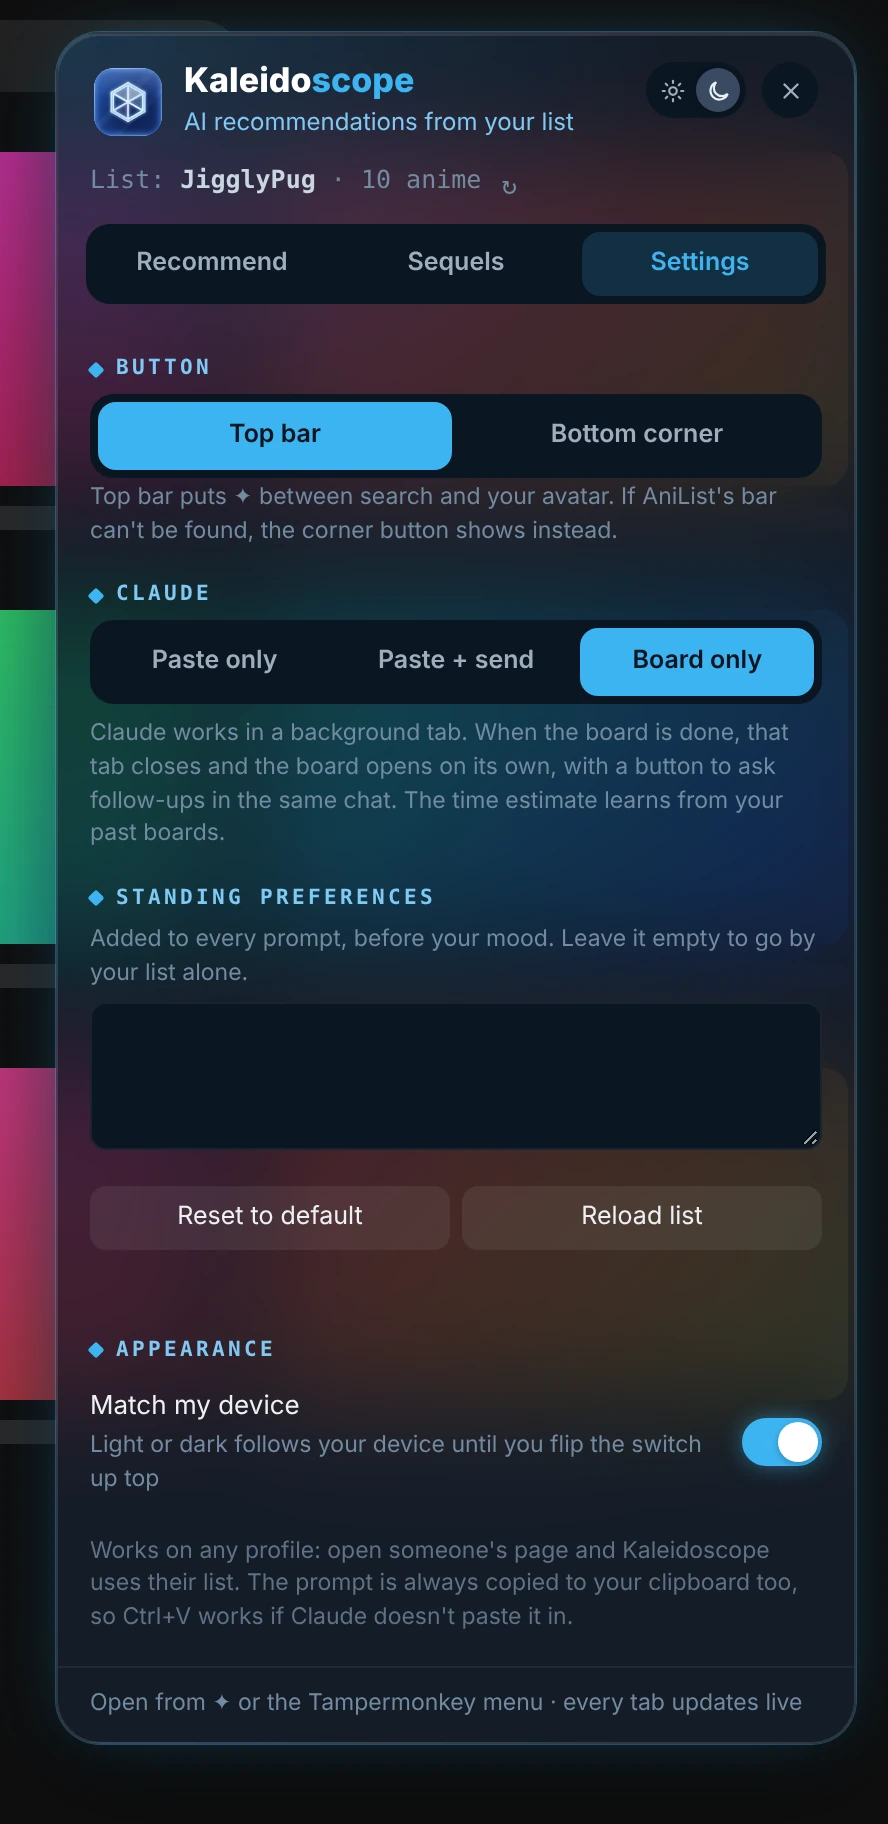 Kaleidoscope
AI recommendations from your list
List: JigglyPug · 10 anime ↻
Recommend Sequels Settings
BUTTON
Top bar Bottom corner
Top bar puts ✦ between search and your avatar. If AniList's bar
can't be found, the corner button shows instead.
CLAUDE
Paste only Paste + send Board only
Claude works in a background tab. When the board is done, that
tab closes and the board opens on its own, with a button to ask
follow-ups in the same chat. The time estimate learns from your
past boards.
STANDING PREFERENCES
Added to every prompt, before your mood. Leave it empty to go by
your list alone.
Reset to default Reload list
APPEARANCE
Match my device
Light or dark follows your device until you flip the switch
up top
Works on any profile: open someone's page and Kaleidoscope
uses their list. The prompt is always copied to your clipboard too,
so Ctrl+V works if Claude doesn't paste it in.
Open from ✦ or the Tampermonkey menu · every tab updates live